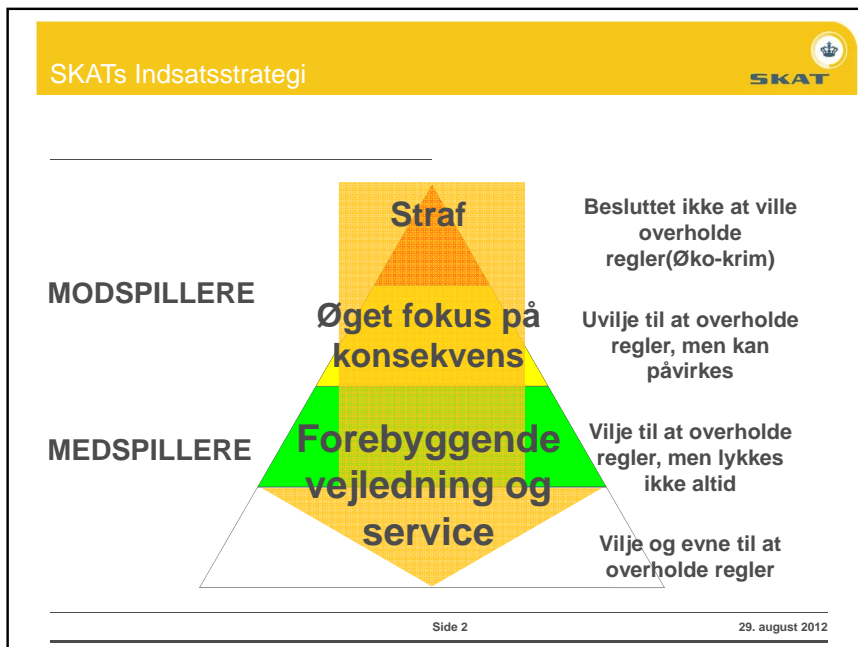 SKATs Indsatsstrategi
SKAT
Straf
Besluttet ikke at ville
overholde
regler(Øko-krim)
MODSPILLERE
Øget fokus på
konsekvens
Uvilje til at overholde
regler, men kan
påvirkes
MEDSPILLERE
Forebyggende
vejledning og
service
Vilje til at overholde
regler, men lykkes
ikke altid
Vilje og evne til at
overholde regler
Side 2
29. august 2012